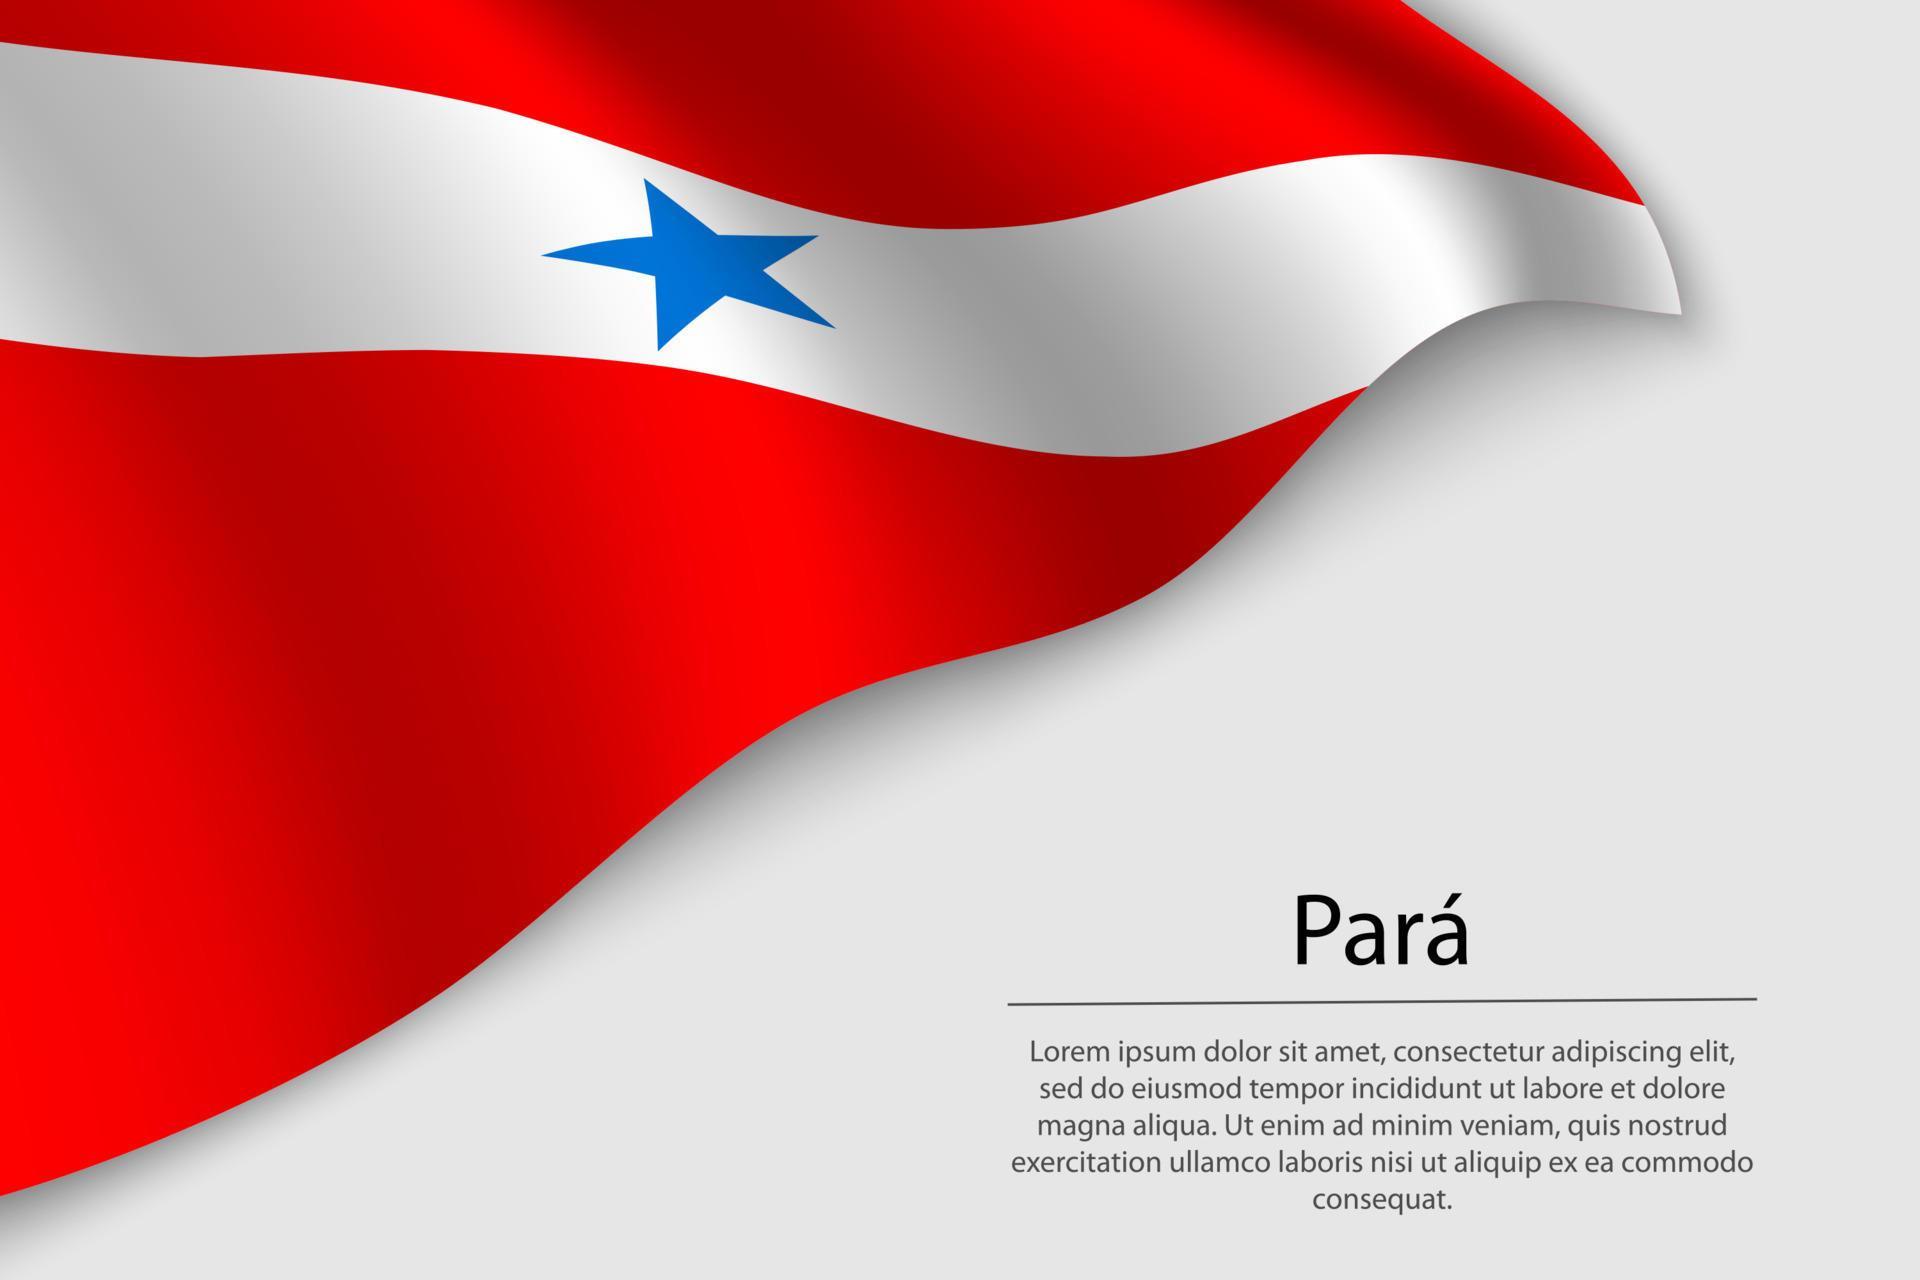 Pará
Lorem ipsum dolor sit amet, consectetur adipiscing elit,
sed do eiusmod tempor incididunt ut labore et dolore
magna aliqua. Ut enim ad minim veniam, quis nostrud
exercitation ullamco laboris nisi ut aliquip ex ea commodo
consequat.